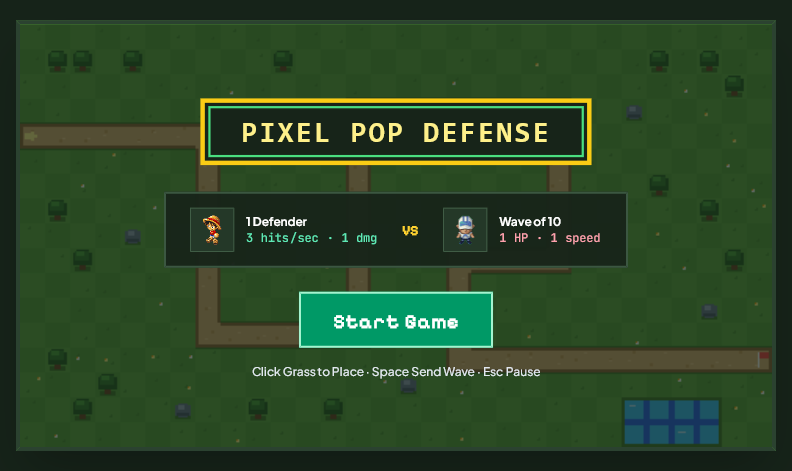 PIXEL POP DEFENSE
1 Defender
3 hits/sec · 1 dmg
VS
Wave of 10
1 HP · 1 speed
Start Game
Click Grass to Place · Space Send Wave · Esc Pause